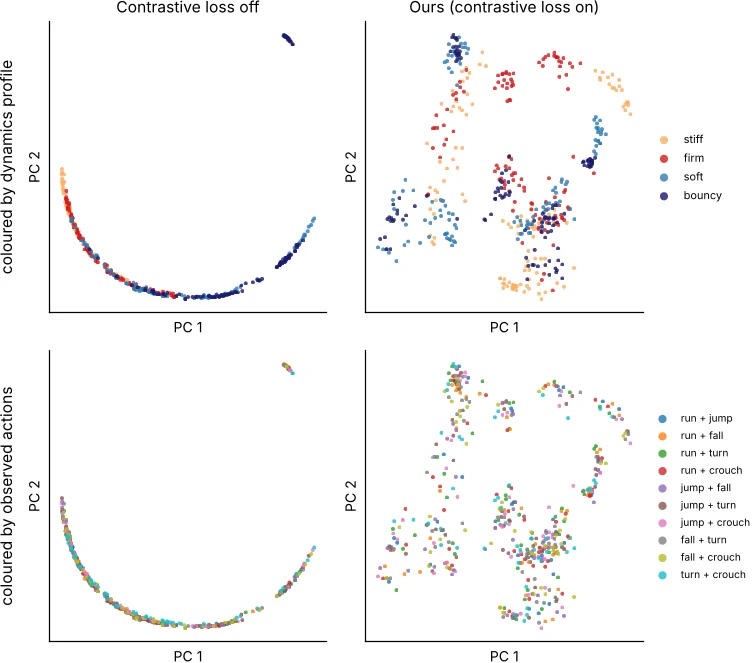 Contrastive loss off
Ours (contrastive loss on)
coloured by dynamics profile
PC 2
PC 1
PC 2
PC 1
stiff
firm
soft
bouncy
coloured by observed actions
PC 2
PC 1
PC 2
PC 1
run + jump
run + fall
run + turn
run + crouch
jump + fall
jump + turn
jump + crouch
fall + turn
fall + crouch
turn + crouch